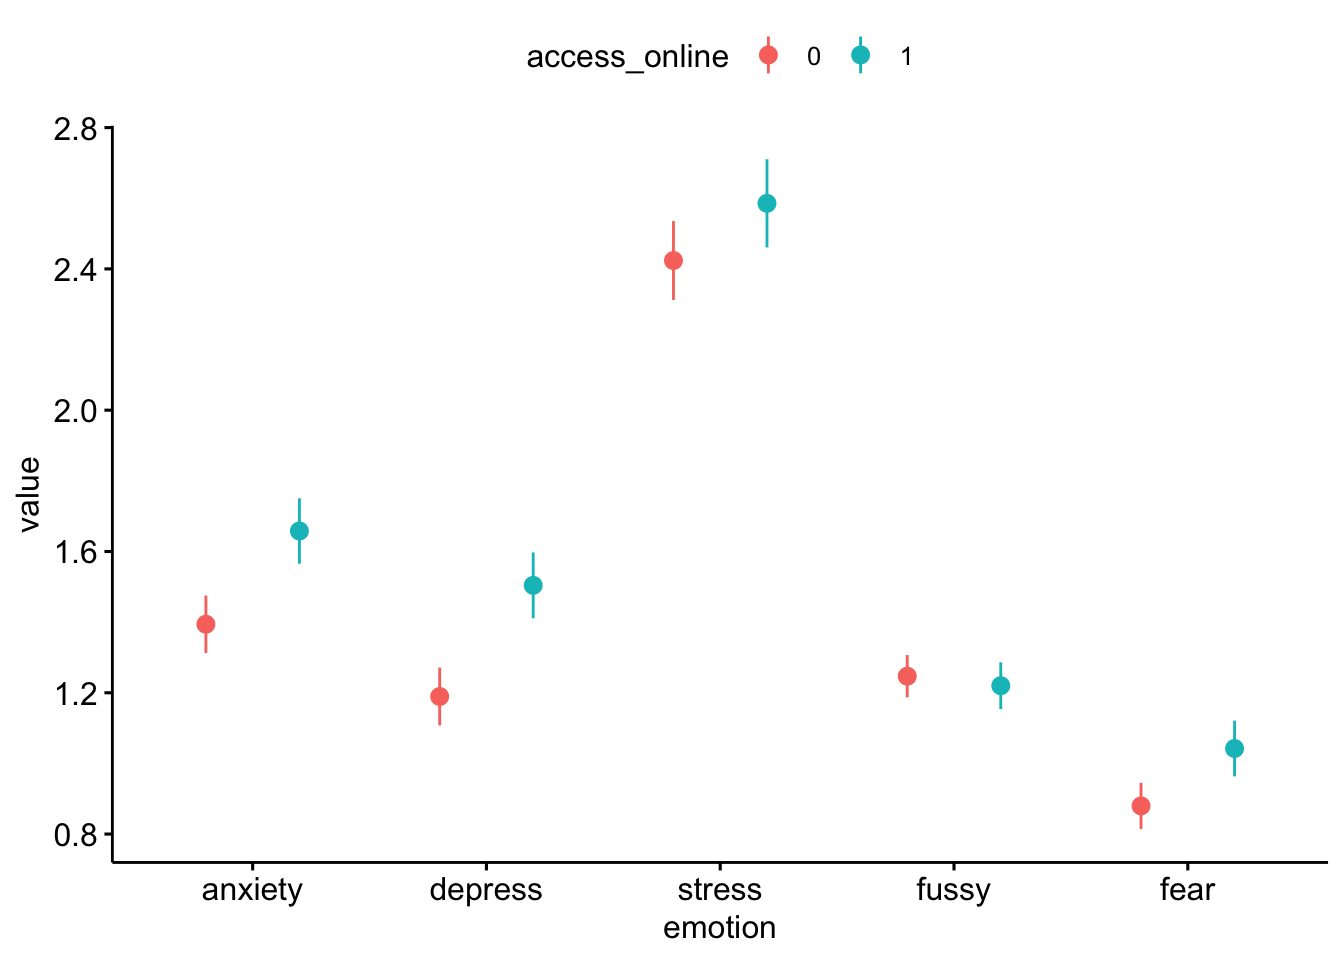 access_online 0 1
2.8
2.4
2.0
1.6
1.2
0.8
value
anxiety depress stress fussy fear
emotion